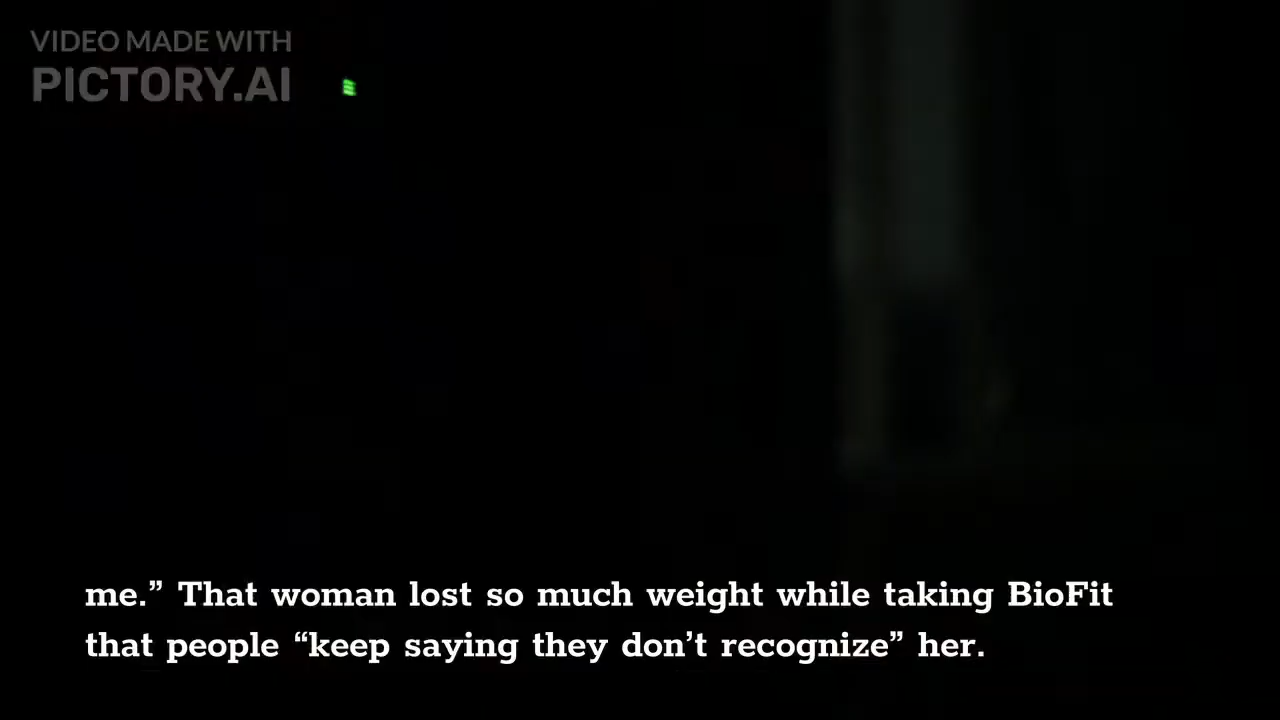 VIDEO MADE WITH
PICTORY.AI
me.” That woman lost so much weight while taking BioFit
that people “keep saying they don’t recognize” her.